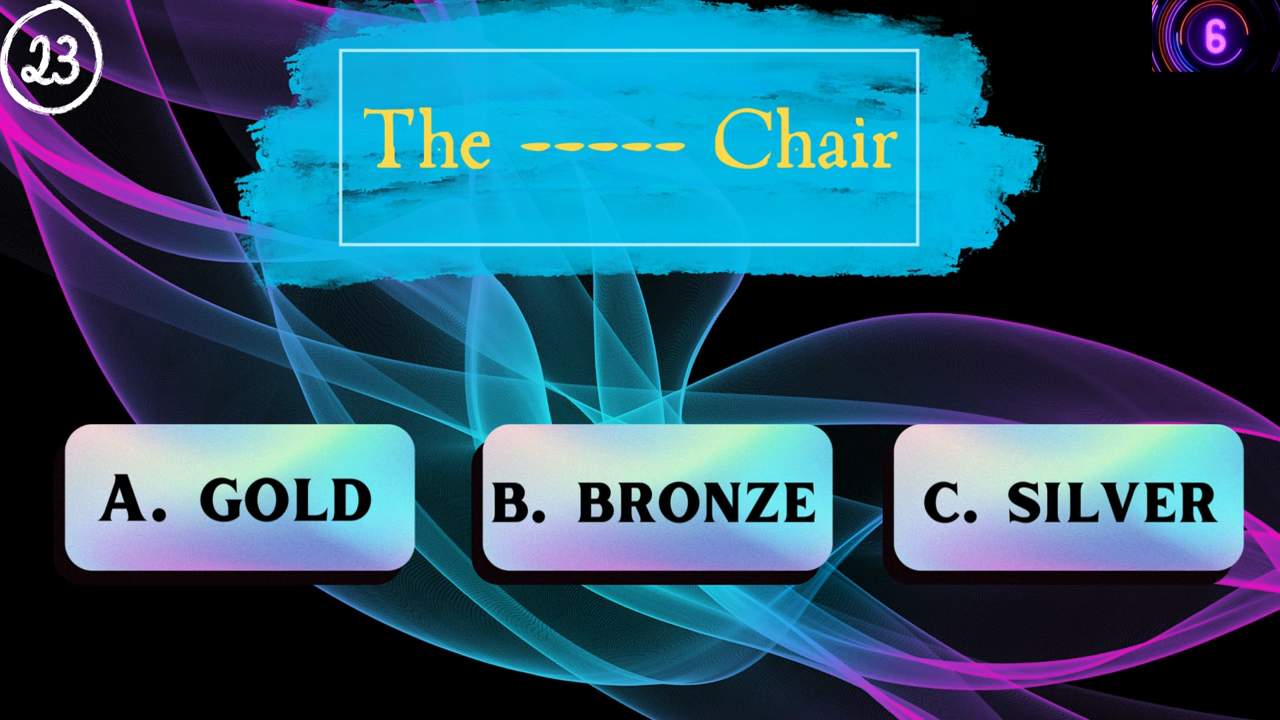 23
6
The ----- Chair
A. GOLD
B. BRONZE
C. SILVER